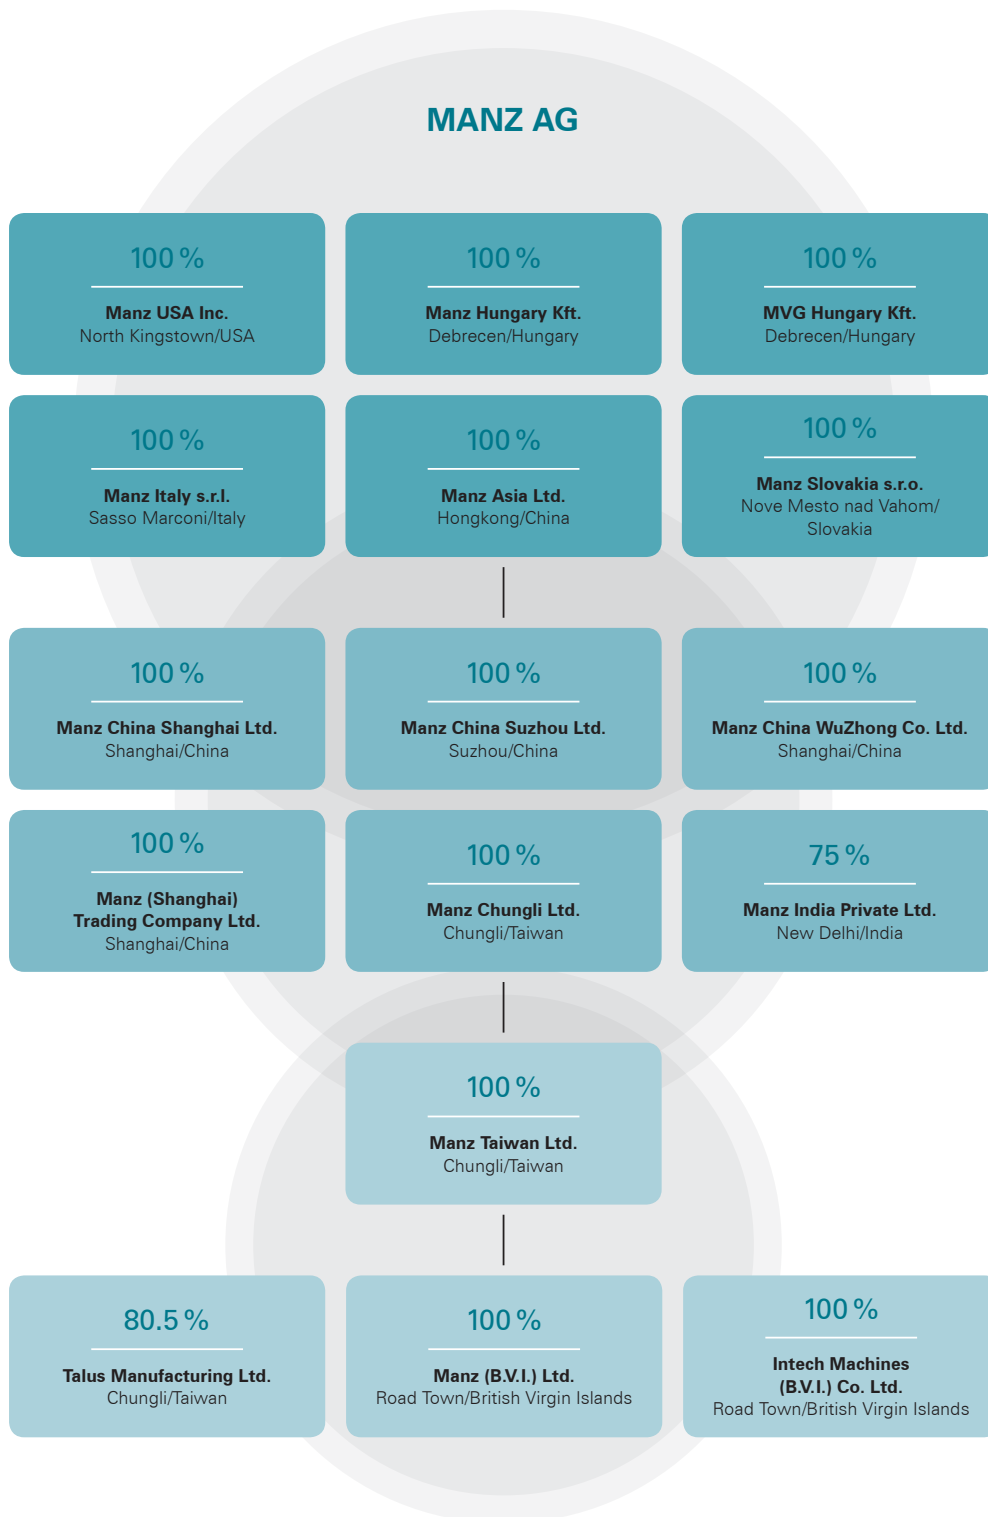 MANZ AG
100 %
Manz USA Inc.
North Kingstown/USA
100 %
Manz Hungary Kft.
Debrecen/Hungary
100 %
MVG Hungary Kft.
Debrecen/Hungary
100 %
Manz Italy s.r.l.
Sasso Marconi/Italy
100 %
Manz Asia Ltd.
Hongkong/China
100 %
Manz Slovakia s.r.o.
Nove Mesto nad Vahom/
Slovakia
100 %
Manz China Shanghai Ltd.
Shanghai/China
100 %
Manz China Suzhou Ltd.
Suzhou/China
100 %
Manz China WuZhong Co. Ltd.
Shanghai/China
100 %
Manz (Shanghai)
Trading Company Ltd.
Shanghai/China
100 %
Manz Chungli Ltd.
Chungli/Taiwan
75 %
Manz India Private Ltd.
New Delhi/India
100 %
Manz Taiwan Ltd.
Chungli/Taiwan
80.5 %
Talus Manufacturing Ltd.
Chungli/Taiwan
100 %
Manz (B.V.I.) Ltd.
Road Town/British Virgin Islands
100 %
Intech Machines
(B.V.I.) Co. Ltd.
Road Town/British Virgin Islands